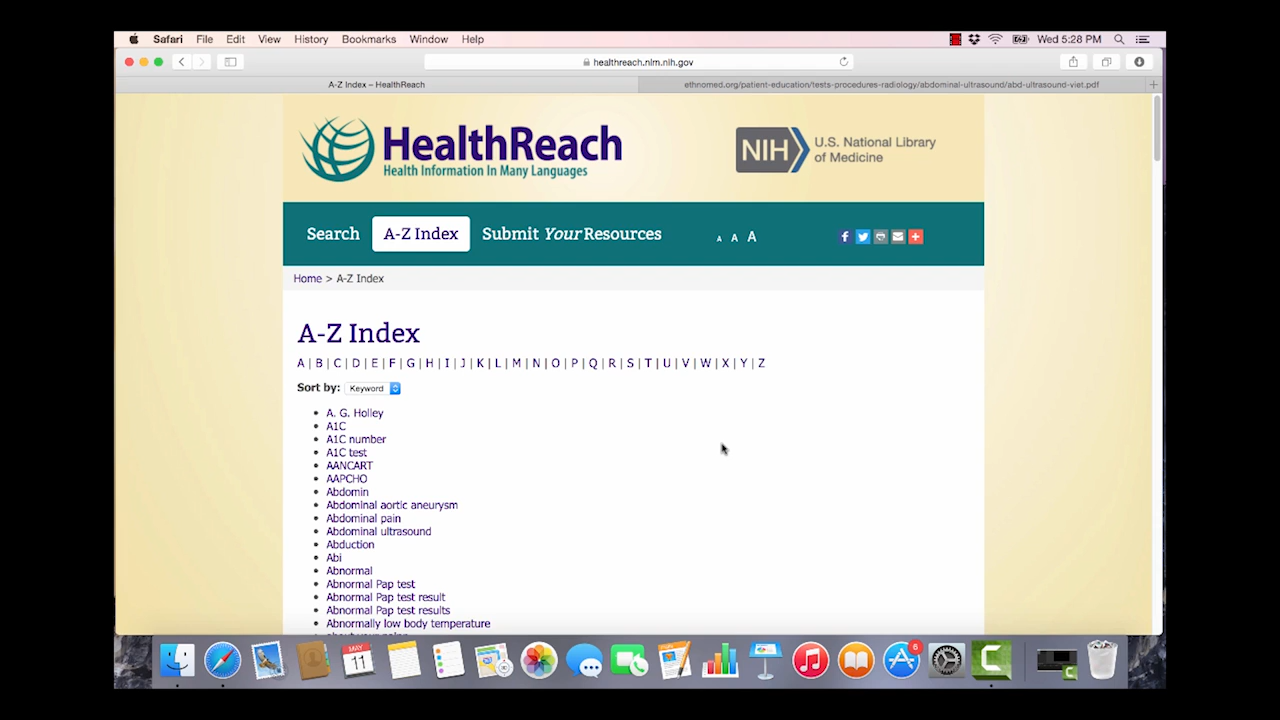 Safari File Edit View History Bookmarks Window Help Wed 5:28 PM
healthreach.nlm.nih.gov
A-Z Index – HealthReach ethnomed.org/patient-education/tests-procedures-radiology/abdominal-ultrasound/abd-ultrasound-viet.pdf
HealthReach
Health Information In Many Languages
NIH U.S. National Library
of Medicine
Search A-Z Index Submit Your Resources A A A
Home > A-Z Index
A-Z Index
A | B | C | D | E | F | G | H | I | J | K | L | M | N | O | P | Q | R | S | T | U | V | W | X | Y | Z
Sort by: Keyword
A. G. Holley
A1C
A1C number
A1C test
AANCART
AAPCHO
Abdomin
Abdominal aortic aneurysm
Abdominal pain
Abdominal ultrasound
Abduction
Abi
Abnormal
Abnormal Pap test
Abnormal Pap test result
Abnormal Pap test results
Abnormally low body temperature
MAY
11
6